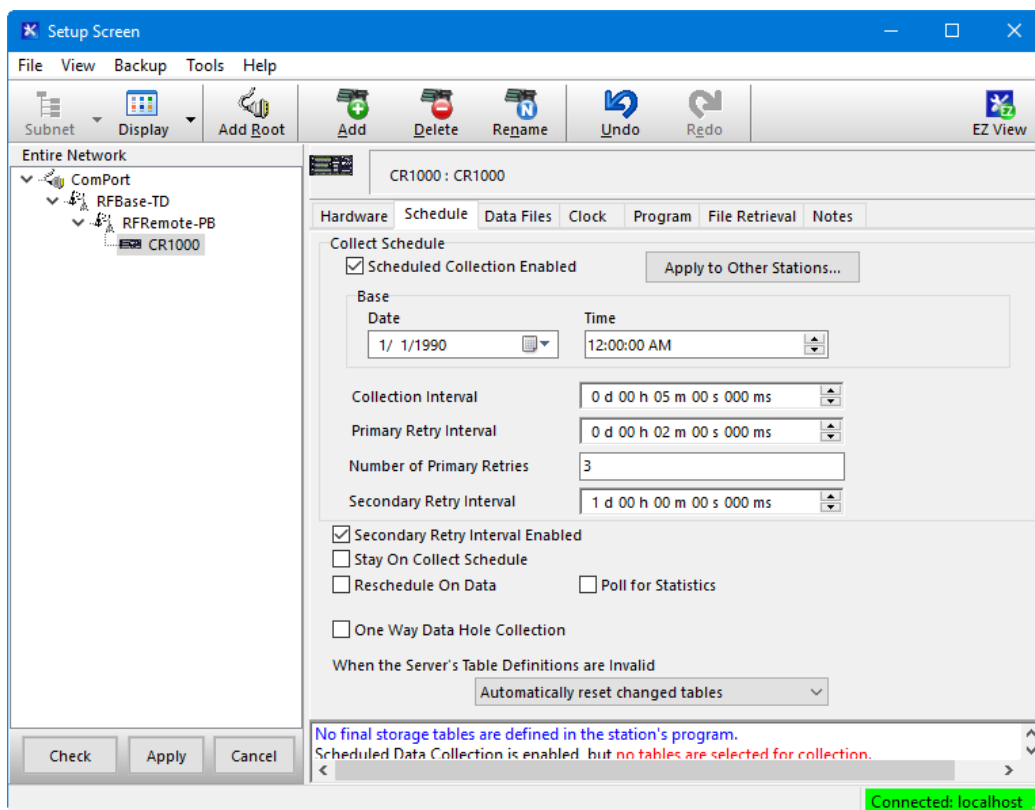 Setup Screen
File View Backup Tools Help
Subnet Display Add Root Add Delete Rename Undo Redo EZ View
Entire Network
ComPort
RFBase-TD
RFRemote-PB
CR1000
CR1000 : CR1000
Hardware Schedule Data Files Clock Program File Retrieval Notes
Collect Schedule
Scheduled Collection Enabled Apply to Other Stations...
Base
Date Time
1/ 1/1990 12:00:00 AM
Collection Interval 0 d 00 h 05 m 00 s 000 ms
Primary Retry Interval 0 d 00 h 02 m 00 s 000 ms
Number of Primary Retries 3
Secondary Retry Interval 1 d 00 h 00 m 00 s 000 ms
Secondary Retry Interval Enabled
Stay On Collect Schedule
Reschedule On Data Poll for Statistics
One Way Data Hole Collection
When the Server's Table Definitions are Invalid
Automatically reset changed tables
No final storage tables are defined in the station's program.
Scheduled Data Collection is enabled, but no tables are selected for collection.
Check Apply Cancel
Connected: localhost